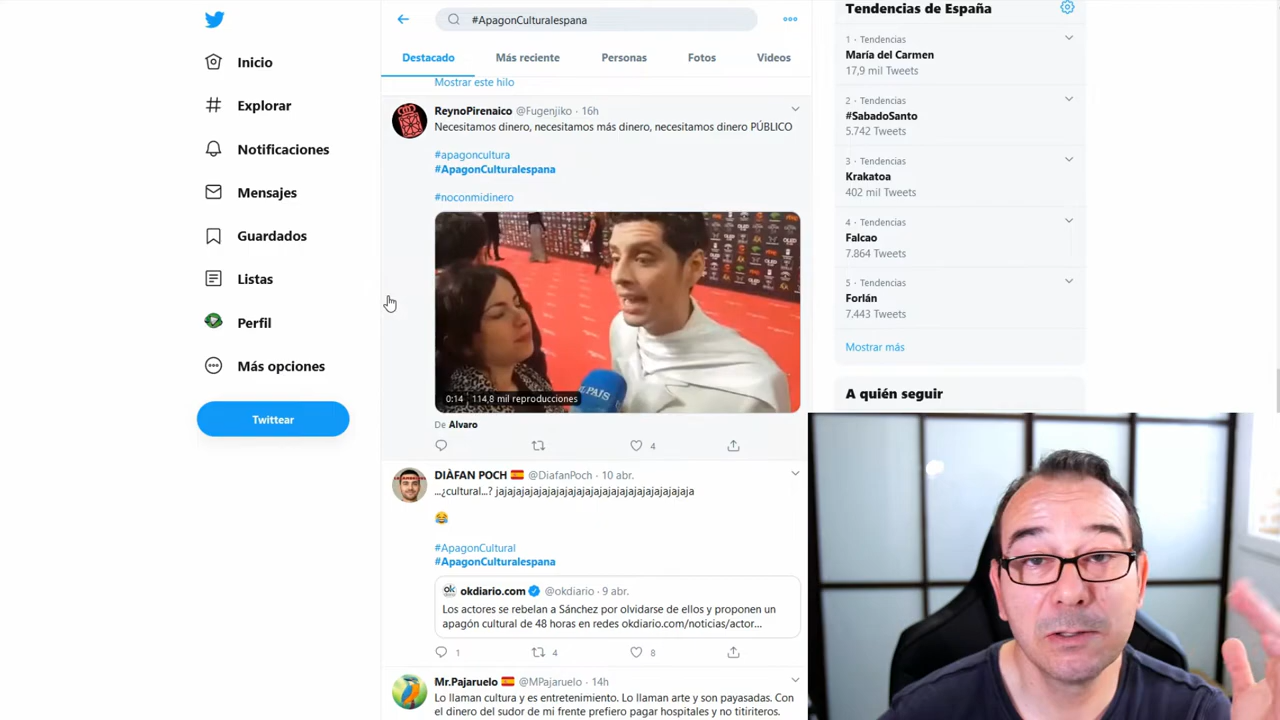 Inicio
Explorar
Notificaciones
Mensajes
Guardados
Listas
Perfil
Más opciones
Twittear
#ApagonCulturalespana
Destacado
Más reciente
Personas
Fotos
Videos
Mostrar este hilo
ReynoPirenaico @Fugenjiko · 16h
Necesitamos dinero, necesitamos más dinero, necesitamos dinero PÚBLICO
#apagoncultura
#ApagonCulturalespana
#noconmidinero
EL PAÍS
0:14 | 114,8 mil reproducciones
De Alvaro
4
DIÀFAN POCH @DiafanPoch · 10 abr.
...¿cultural...? jajajajajajajajajajajajajajajajajajajajajajaja
#ApagonCultural
#ApagonCulturalespana
ok okdiario.com @okdiario · 9 abr.
Los actores se rebelan a Sánchez por olvidarse de ellos y proponen un
apagón cultural de 48 horas en redes okdiario.com/noticias/actor...
1
4
8
Mr.Pajaruelo @MPajaruelo · 14h
Lo llaman cultura y es entretenimiento. Lo llaman arte y son payasadas. Con
el dinero del sudor de mi frente prefiero pagar hospitales y no titiriteros.
Tendencias de España
1 · Tendencias
María del Carmen
17,9 mil Tweets
2 · Tendencias
#SabadoSanto
5.742 Tweets
3 · Tendencias
Krakatoa
402 mil Tweets
4 · Tendencias
Falcao
7.864 Tweets
5 · Tendencias
Forlán
7.443 Tweets
Mostrar más
A quién seguir